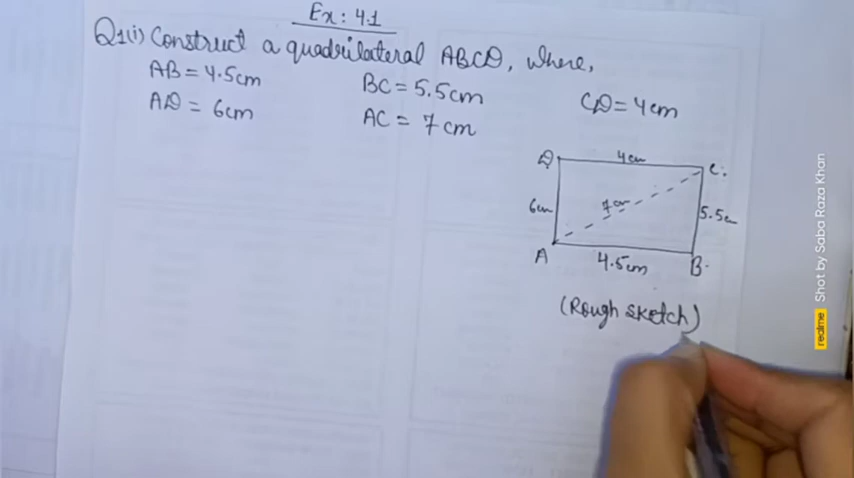 Ex: 4.1
Q1(i) Construct a quadrilateral ABCD, where,
AB = 4.5cm BC = 5.5cm CD = 4cm
AD = 6cm AC = 7cm
D 4cm C.
6cm 7cm 5.5cm
A 4.5cm B.
(Rough sketch)
realme Shot by Saba Raza Khan